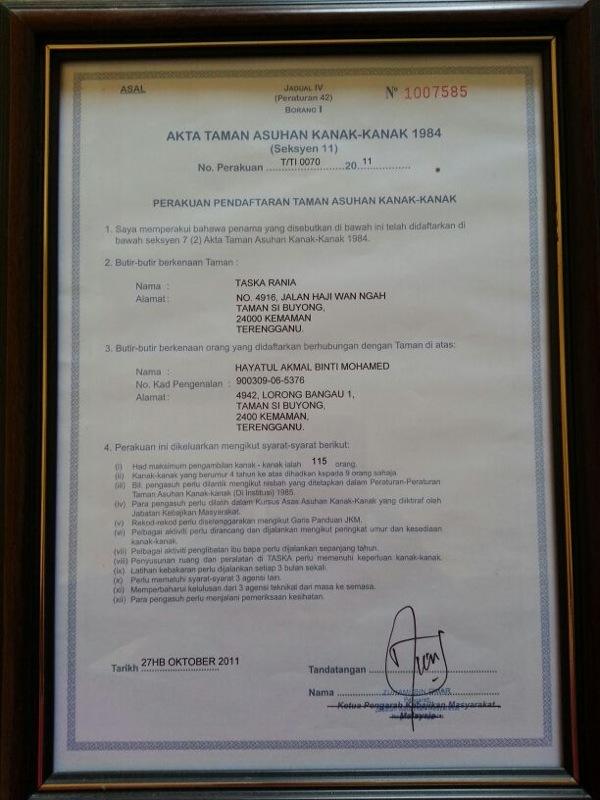 ASAL
JADUAL IV
(Peraturan 42)
BORANG I
Nº 1007585
AKTA TAMAN ASUHAN KANAK-KANAK 1984
(Seksyen 11)
No. Perakuan T/TI 0070 20 11
PERAKUAN PENDAFTARAN TAMAN ASUHAN KANAK-KANAK
1. Saya memperakui bahawa penama yang disebutkan di bawah ini telah didaftarkan di
bawah seksyen 7 (2) Akta Taman Asuhan Kanak-Kanak 1984.
2. Butir-butir berkenaan Taman :
Nama : TASKA RANIA
Alamat : NO. 4916, JALAN HAJI WAN NGAH
TAMAN SI BUYONG,
24000 KEMAMAN
TERENGGANU.
3. Butir-butir berkenaan orang yang didaftarkan berhubungan dengan Taman di atas:
Nama : HAYATUL AKMAL BINTI MOHAMED
No. Kad Pengenalan : 900309-06-5376
Alamat : 4942, LORONG BANGAU 1,
TAMAN SI BUYONG,
2400 KEMAMAN,
TERENGGANU.
4. Perakuan ini dikeluarkan mengikut syarat-syarat berikut:
(i) Had maksimum pengambilan kanak - kanak ialah 115 orang.
(ii) Kanak-kanak yang berumur 4 tahun ke atas dihadkan kepada 9 orang sahaja.
(iii) Bil. pengasuh perlu dilantik mengikut nisbah yang ditetapkan dalam Peraturan-Peraturan
Taman Asuhan Kanak-kanak (Di Institusi) 1985.
(iv) Para pengasuh perlu dilatih dalam Kursus Asas Asuhan Kanak-Kanak yang diiktiraf oleh
Jabatan Kebajikan Masyarakat.
(v) Rekod-rekod perlu diselenggarakan mengikut Garis Panduan JKM.
(vi) Pelbagai aktiviti perlu dirancang dan dijalankan mengikut peringkat umur dan kesediaan
kanak-kanak.
(vii) Pelbagai aktiviti penglibatan ibu bapa perlu dijalankan sepanjang tahun.
(viii) Penyusunan ruang dan peralatan di TASKA perlu memenuhi keperluan kanak-kanak.
(ix) Latihan kebakaran perlu dijalankan setiap 3 bulan sekali.
(x) Perlu mematuhi syarat-syarat 3 agensi lain.
(xi) Memperbaharui kelulusan dari 3 agensi teknikal dari masa ke semasa.
(xii) Para pengasuh perlu menjalani pemeriksaan kesihatan.
Tarikh 27HB OKTOBER 2011
Tandatangan
Nama
Ketua Pengarah Kebajikan Masyarakat
Malaysia